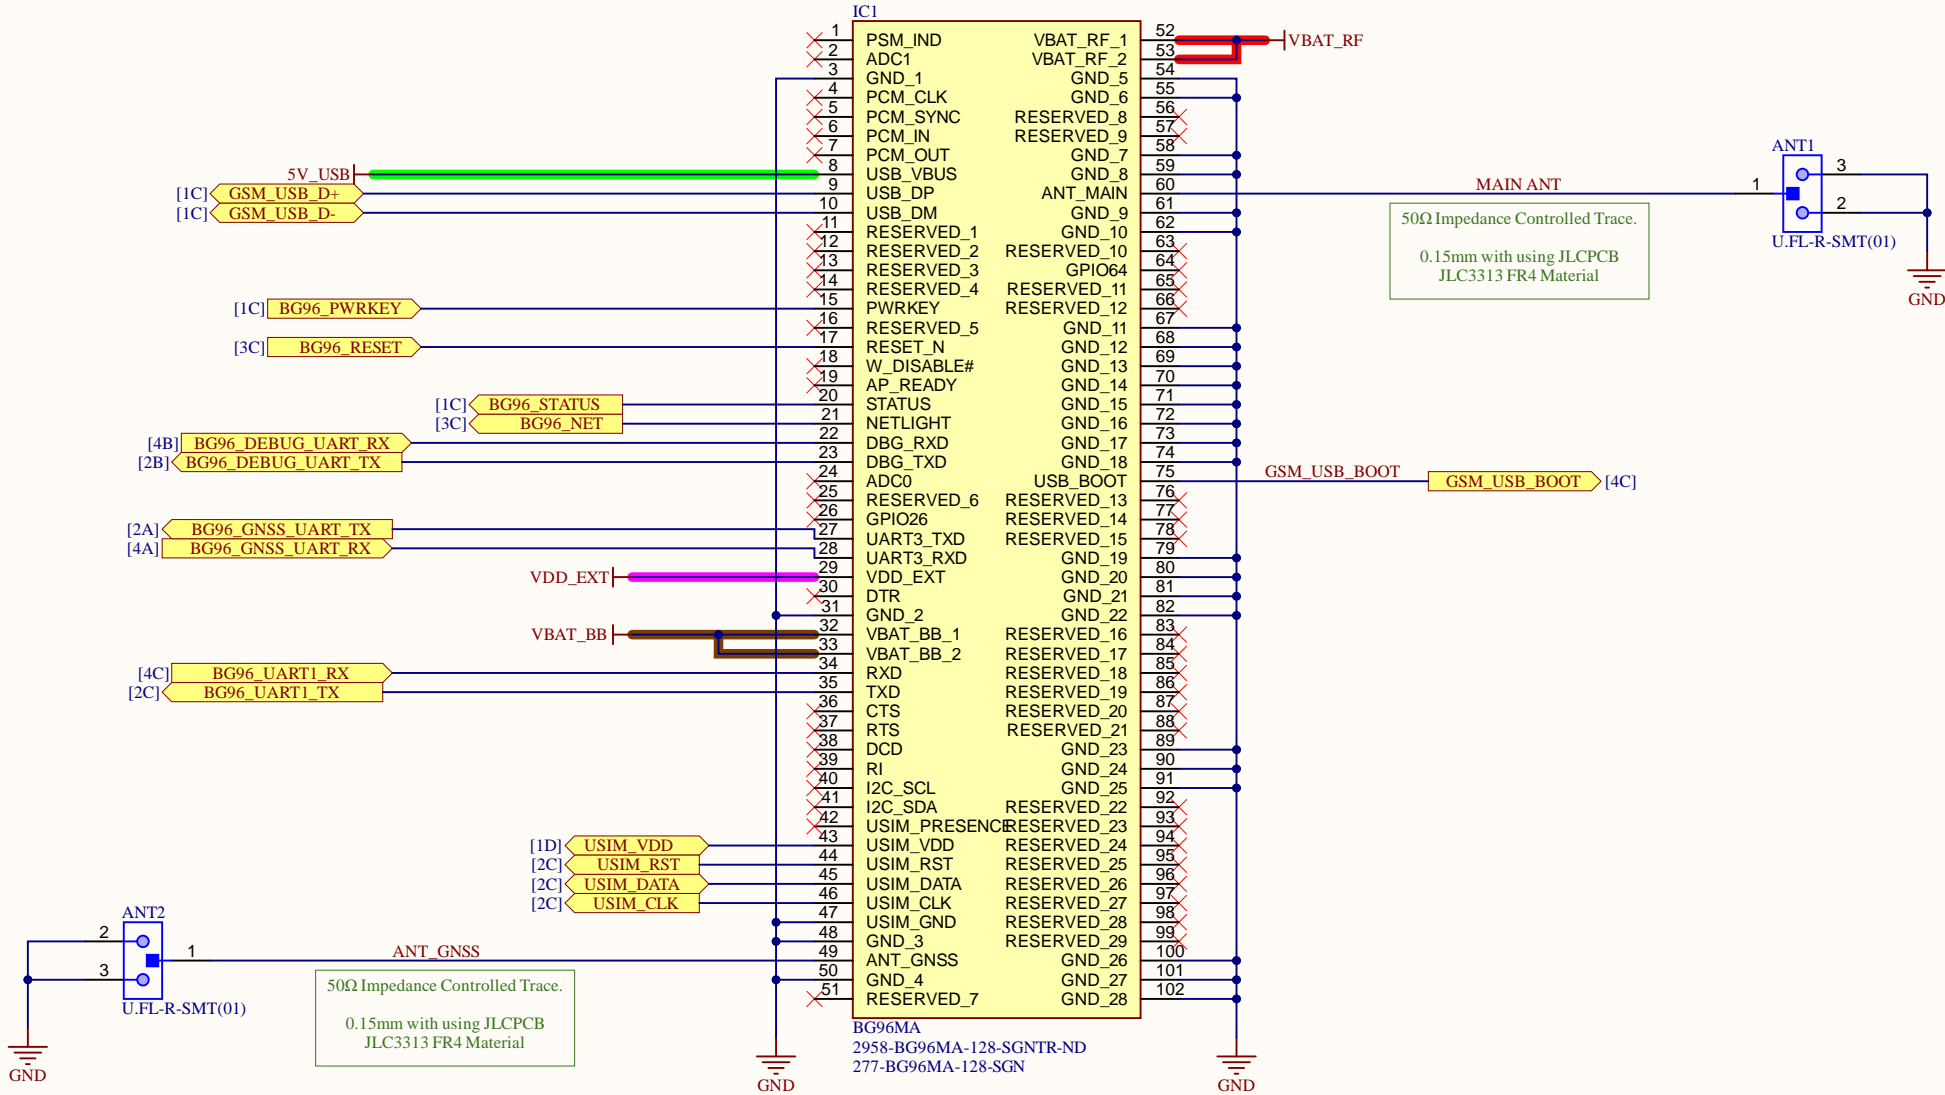 IC1
1 PSM_IND VBAT_RF_1 52 VBAT_RF
2 ADC1 VBAT_RF_2 53
3 GND_1 GND_5 54
4 PCM_CLK GND_6 55
5 PCM_SYNC RESERVED_8 56
6 PCM_IN RESERVED_9 57
7 PCM_OUT GND_7 58
5V_USB 8 USB_VBUS GND_8 59
[1C] GSM_USB_D+ 9 USB_DP ANT_MAIN 60 MAIN ANT
[1C] GSM_USB_D- 10 USB_DM GND_9 61
11 RESERVED_1 GND_10 62
12 RESERVED_2 RESERVED_10 63
13 RESERVED_3 GPIO64 64
14 RESERVED_4 RESERVED_11 65
[1C] BG96_PWRKEY 15 PWRKEY RESERVED_12 66
16 RESERVED_5 GND_11 67
[3C] BG96_RESET 17 RESET_N GND_12 68
18 W_DISABLE# GND_13 69
19 AP_READY GND_14 70
[1C] BG96_STATUS 20 STATUS GND_15 71
[3C] BG96_NET 21 NETLIGHT GND_16 72
[4B] BG96_DEBUG_UART_RX 22 DBG_RXD GND_17 73
[2B] BG96_DEBUG_UART_TX 23 DBG_TXD GND_18 74
24 ADC0 USB_BOOT 75 GSM_USB_BOOT GSM_USB_BOOT [4C]
25 RESERVED_6 RESERVED_13 76
26 GPIO26 RESERVED_14 77
[2A] BG96_GNSS_UART_TX 27 UART3_TXD RESERVED_15 78
[4A] BG96_GNSS_UART_RX 28 UART3_RXD GND_19 79
VDD_EXT 29 VDD_EXT GND_20 80
30 DTR GND_21 81
31 GND_2 GND_22 82
VBAT_BB 32 VBAT_BB_1 RESERVED_16 83
33 VBAT_BB_2 RESERVED_17 84
[4C] BG96_UART1_RX 34 RXD RESERVED_18 85
[2C] BG96_UART1_TX 35 TXD RESERVED_19 86
36 CTS RESERVED_20 87
37 RTS RESERVED_21 88
38 DCD GND_23 89
39 RI GND_24 90
40 I2C_SCL GND_25 91
41 I2C_SDA RESERVED_22 92
42 USIM_PRESENCE RESERVED_23 93
[1D] USIM_VDD 43 USIM_VDD RESERVED_24 94
[2C] USIM_RST 44 USIM_RST RESERVED_25 95
[2C] USIM_DATA 45 USIM_DATA RESERVED_26 96
[2C] USIM_CLK 46 USIM_CLK RESERVED_27 97
47 USIM_GND RESERVED_28 98
48 GND_3 RESERVED_29 99
ANT_GNSS 49 ANT_GNSS GND_26 100
50 GND_4 GND_27 101
51 RESERVED_7 GND_28 102
BG96MA
2958-BG96MA-128-SGNTR-ND
277-BG96MA-128-SGN
GND
GND
ANT1
1 3
2
U.FL-R-SMT(01)
GND
50Ω Impedance Controlled Trace.
0.15mm with using JLCPCB
JLC3313 FR4 Material
ANT2
2 1
3
U.FL-R-SMT(01)
GND
50Ω Impedance Controlled Trace.
0.15mm with using JLCPCB
JLC3313 FR4 Material